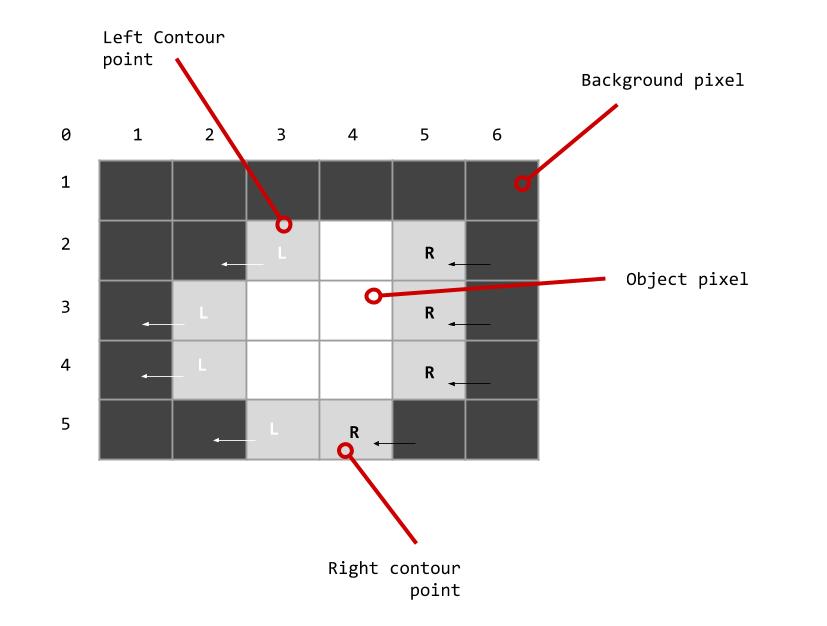 Left Contour
point
Background pixel
0 1 2 3 4 5 6
1
2 L R
3 L R
Object pixel
4 L R
5 L R
Right contour
point